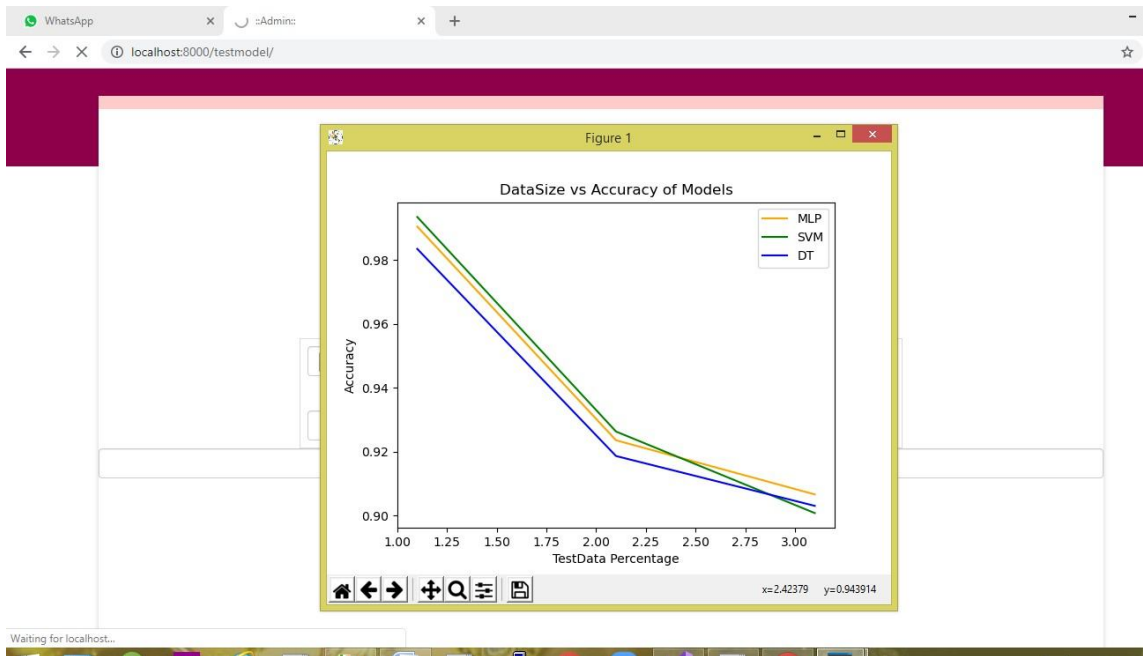 WhatsApp
::Admin::
localhost:8000/testmodel/
Figure 1
DataSize vs Accuracy of Models
MLP
SVM
DT
0.98
0.96
0.94
0.92
0.90
Accuracy
1.00 1.25 1.50 1.75 2.00 2.25 2.50 2.75 3.00
TestData Percentage
x=2.42379 y=0.943914
Waiting for localhost...